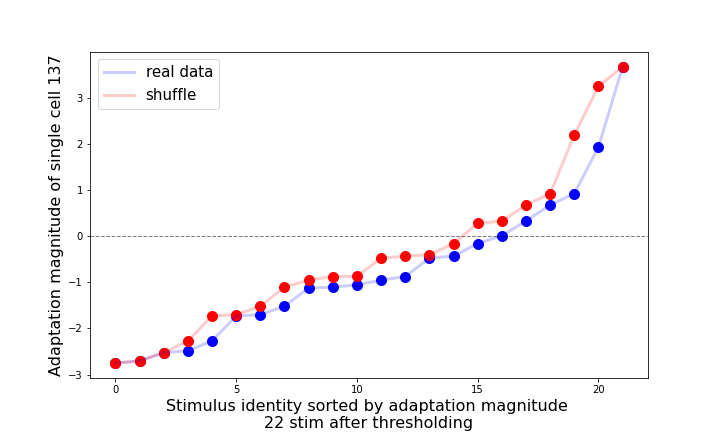 real data
shuffle
Adaptation magnitude of single cell 137
3
2
1
0
−1
−2
−3
0
5
10
15
20
Stimulus identity sorted by adaptation magnitude
22 stim after thresholding